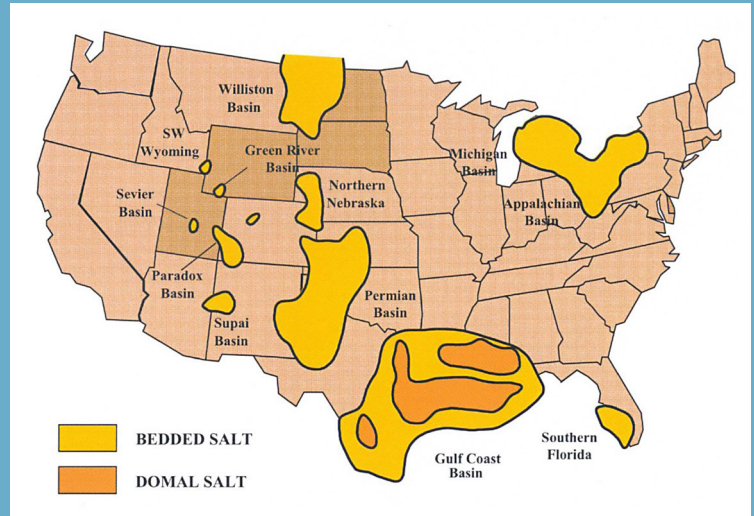 Williston
Basin
SW
Wyoming
Green River
Basin
Michigan
Basin
Sevier
Basin
Northern
Nebraska
Appalachian
Basin
Paradox
Basin
Permian
Basin
Supai
Basin
BEDDED SALT
DOMAL SALT
Gulf Coast
Basin
Southern
Florida